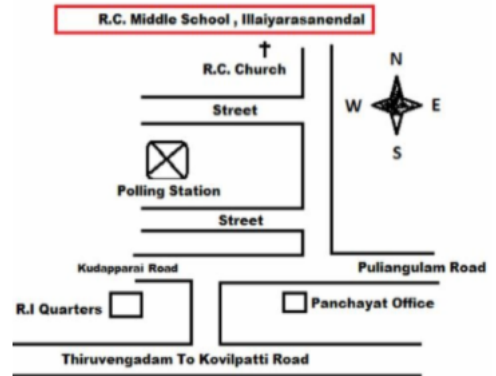 R.C. Middle School , Illaiyarasanendal
R.C. Church
N
Street
W E
S
Polling Station
Street
Kudapparai Road
Puliangulam Road
R.I Quarters
Panchayat Office
Thiruvengadam To Kovilpatti Road